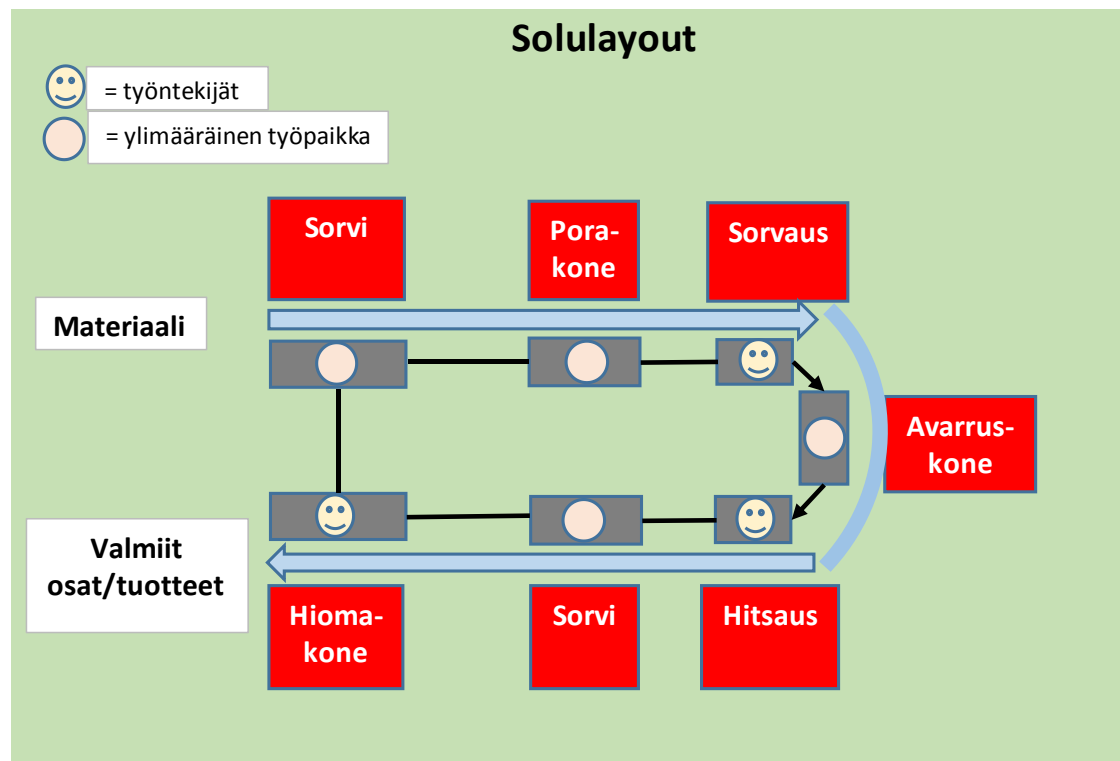 Solulayout
= työntekijät
= ylimääräinen työpaikka
Sorvi
Pora-
kone
Sorvaus
Materiaali
Avarrus-
kone
Valmiit
osat/tuotteet
Hioma-
kone
Sorvi
Hitsaus